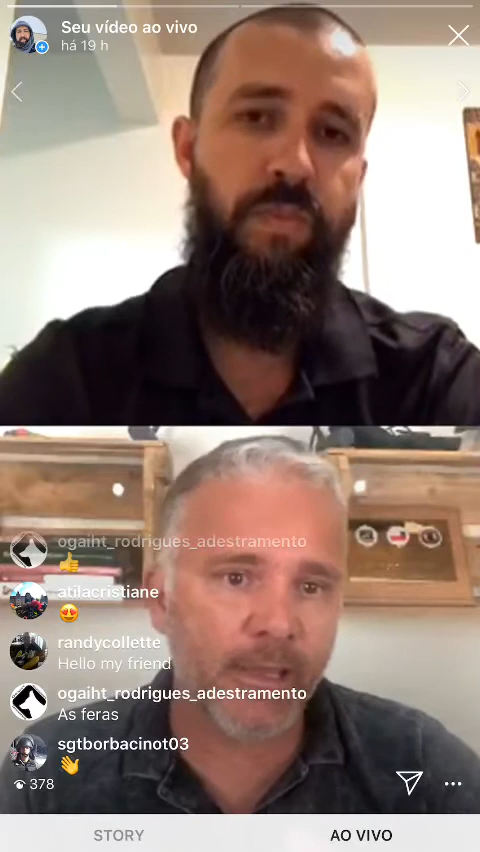 Seu vídeo ao vivo
há 19 h
ogaiht_rodrigues_adestramento
👍
atilacristiane
😍
randycollette
Hello my friend
ogaiht_rodrigues_adestramento
As feras
sgtborbacinot03
👋
378
STORY
AO VIVO